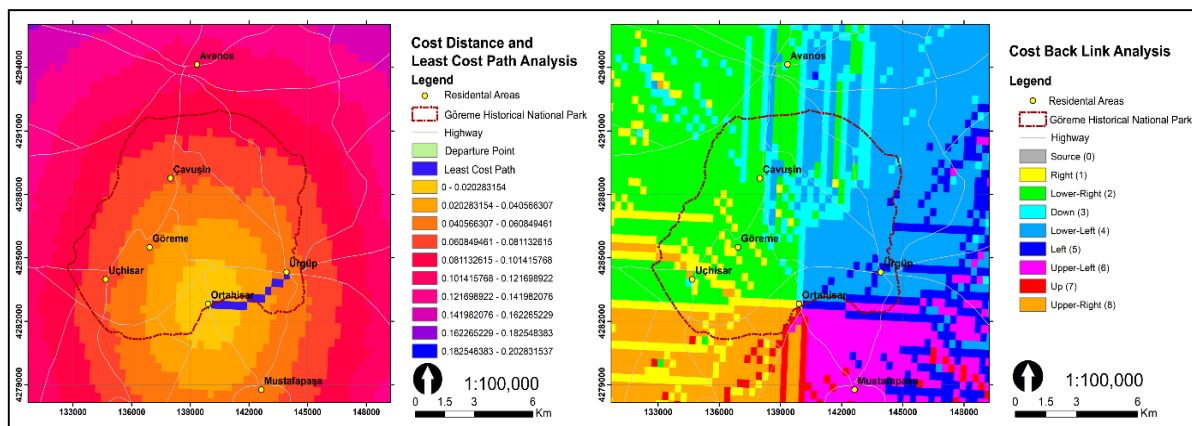 4294000
4291000
4288000
4285000
4282000
4279000
133000
136000
139000
142000
145000
148000
Avanos
Çavuşin
Göreme
Uçhisar
Ürgüp
Ortahisar
Mustafapaşa
Cost Distance and
Least Cost Path Analysis
Legend
Residental Areas
Göreme Historical National Park
Highway
Departure Point
Least Cost Path
0 - 0.020283154
0.020283154 - 0.040566307
0.040566307 - 0.060849461
0.060849461 - 0.081132615
0.081132615 - 0.101415768
0.101415768 - 0.121698922
0.121698922 - 0.141982076
0.141982076 - 0.162265229
0.162265229 - 0.182548383
0.182548383 - 0.202831537
1:100,000
0 1.5 3 6
Km
4294000
4291000
4288000
4285000
4282000
4279000
133000
136000
139000
142000
145000
148000
Avanos
Çavuşin
Göreme
Uçhisar
Ürgüp
Ortahisar
Mustafapaşa
Cost Back Link Analysis
Legend
Residental Areas
Göreme Historical National Park
Highway
Source (0)
Right (1)
Lower-Right (2)
Down (3)
Lower-Left (4)
Left (5)
Upper-Left (6)
Up (7)
Upper-Right (8)
1:100,000
0 1.5 3 6
Km